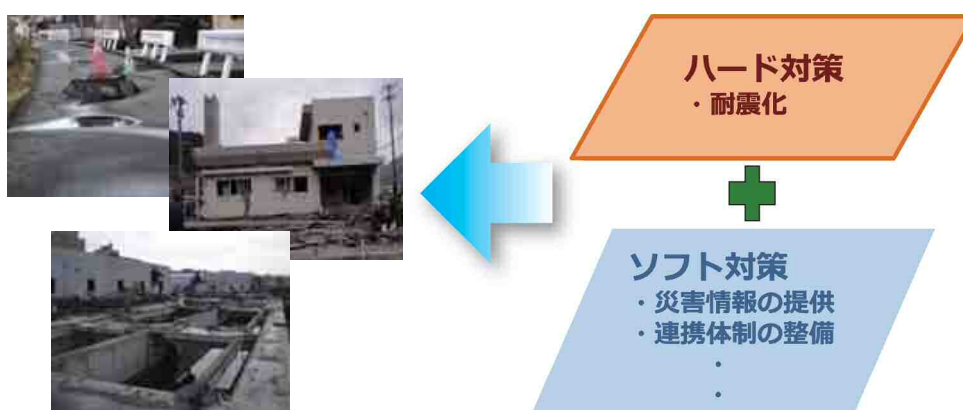 ハード対策
・耐震化
ソフト対策
・災害情報の提供
・連携体制の整備
・
・